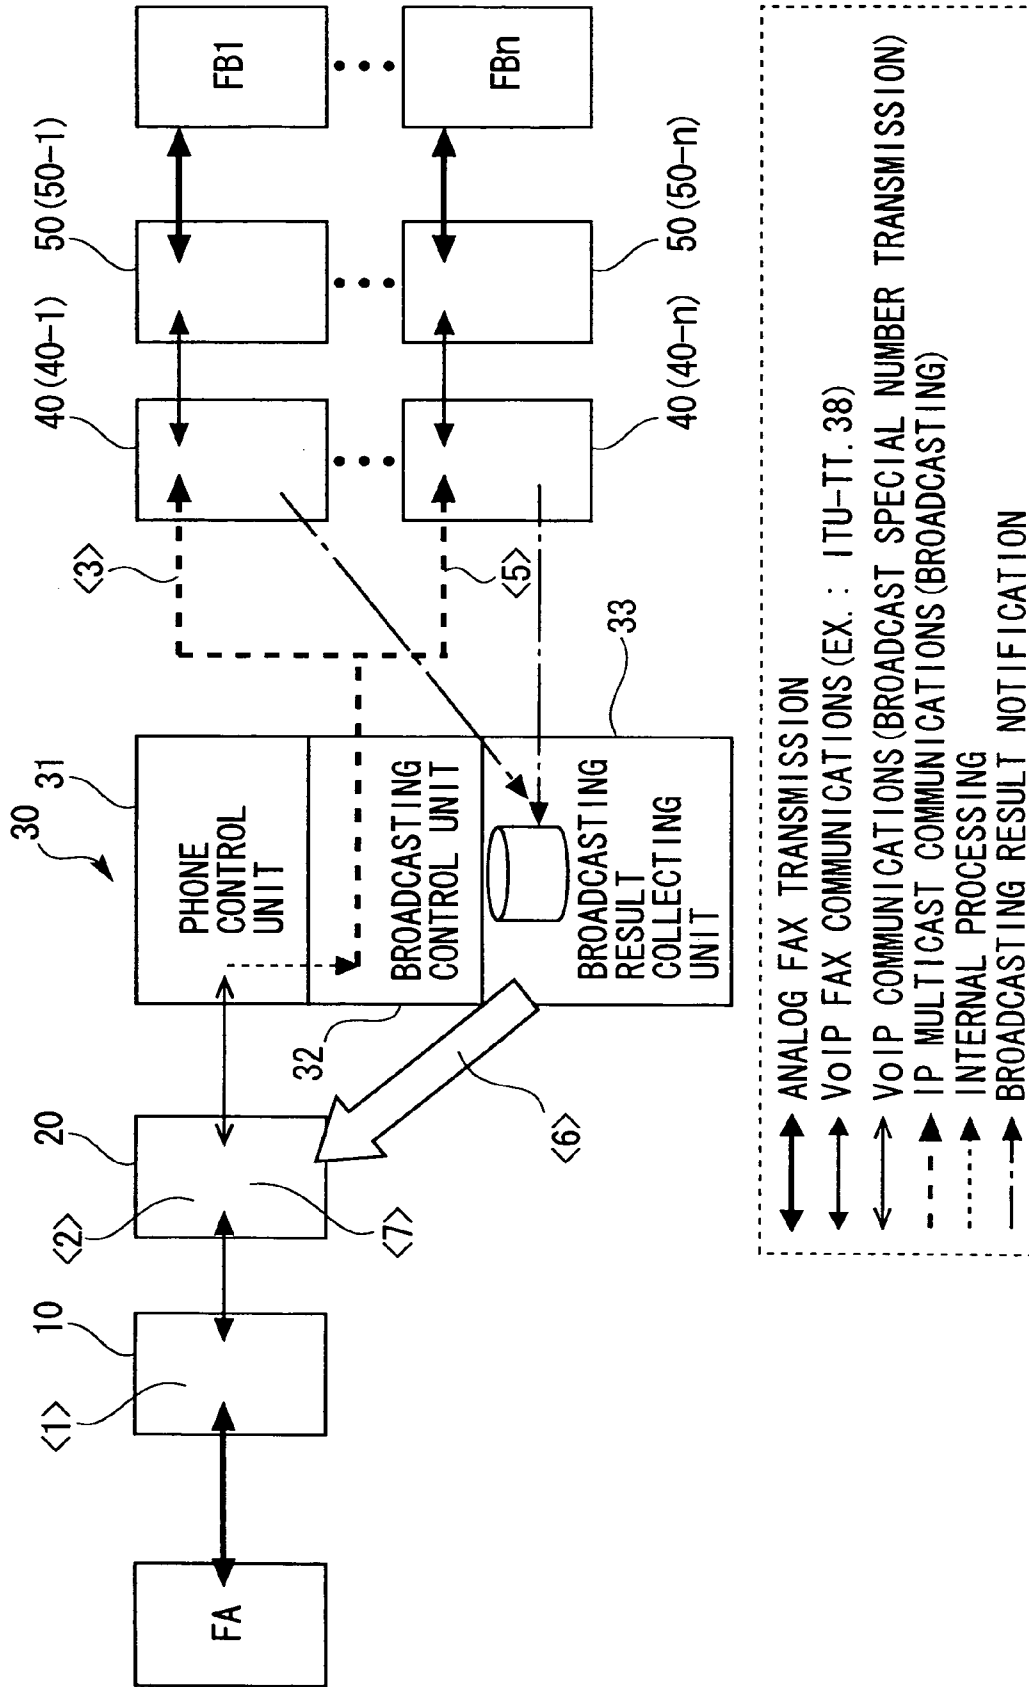 FA
<1>
10
<2>
20
<7>
<6>
30
31
PHONE
CONTROL
UNIT
32
BROADCASTING
CONTROL UNIT
BROADCASTING
RESULT
COLLECTING
UNIT
33
<3>
<5>
40(40-1)
50(50-1)
FB1
40(40-n)
50(50-n)
FBn
ANALOG FAX TRANSMISSION
VoIP FAX COMMUNICATIONS(EX.: ITU-TT.38)
VoIP COMMUNICATIONS(BROADCAST SPECIAL NUMBER TRANSMISSION)
IP MULTICAST COMMUNICATIONS(BROADCASTING)
INTERNAL PROCESSING
BROADCASTING RESULT NOTIFICATION